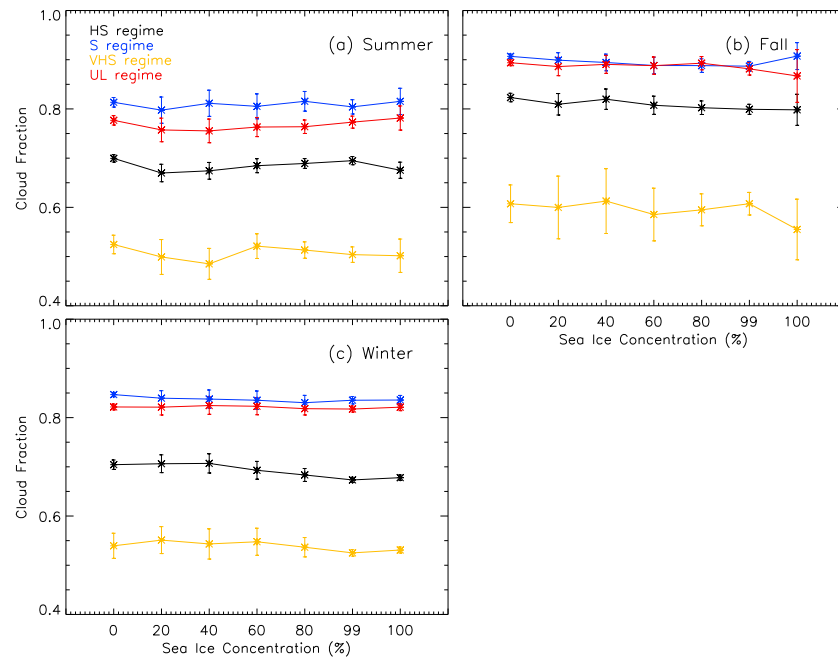 1.0
0.8
0.6
0.4
Cloud Fraction
HS regime
S regime
VHS regime
UL regime
(a) Summer
(b) Fall
0 20 40 60 80 99 100
Sea Ice Concentration (%)
1.0
0.8
0.6
0.4
Cloud Fraction
(c) Winter
0 20 40 60 80 99 100
Sea Ice Concentration (%)